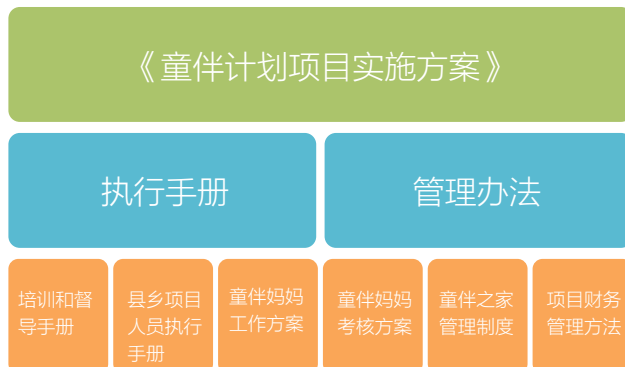 《童伴计划项目实施方案》
执行手册
管理办法
培训和督
导手册
县乡项目
人员执行
手册
童伴妈妈
工作方案
童伴妈妈
考核方案
童伴之家
管理制度
项目财务
管理方法